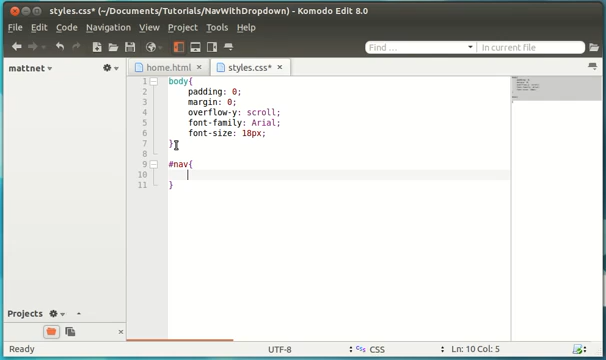 styles.css* (~/Documents/Tutorials/NavWithDropdown) - Komodo Edit 8.0
File Edit Code Navigation View Project Tools Help
Find ... In current file
mattnet
home.html
styles.css*
1 body{
2 padding: 0;
3 margin: 0;
4 overflow-y: scroll;
5 font-family: Arial;
6 font-size: 18px;
7 }
8
9 #nav{
10
11 }
Projects
Ready UTF-8 CSS Ln: 10 Col: 5